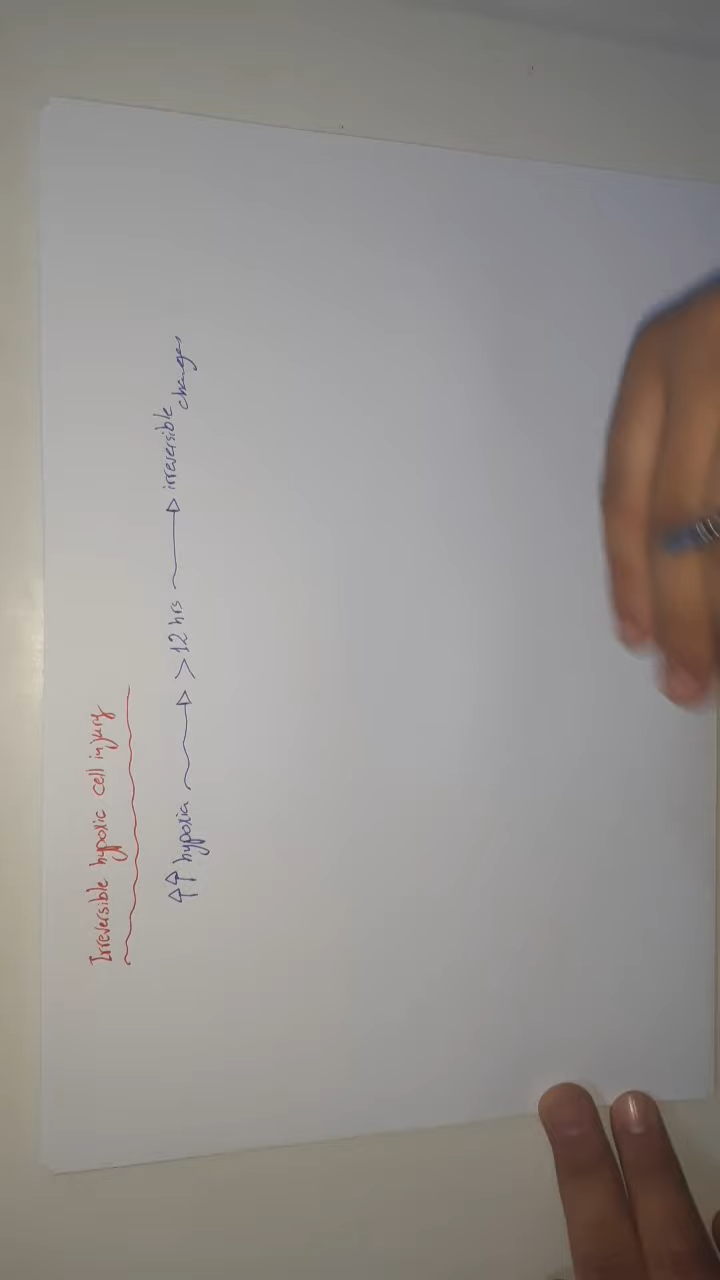 Irreversible hypoxic cell injury
↑↑ hypoxia → > 12 hrs → irreversible
changes